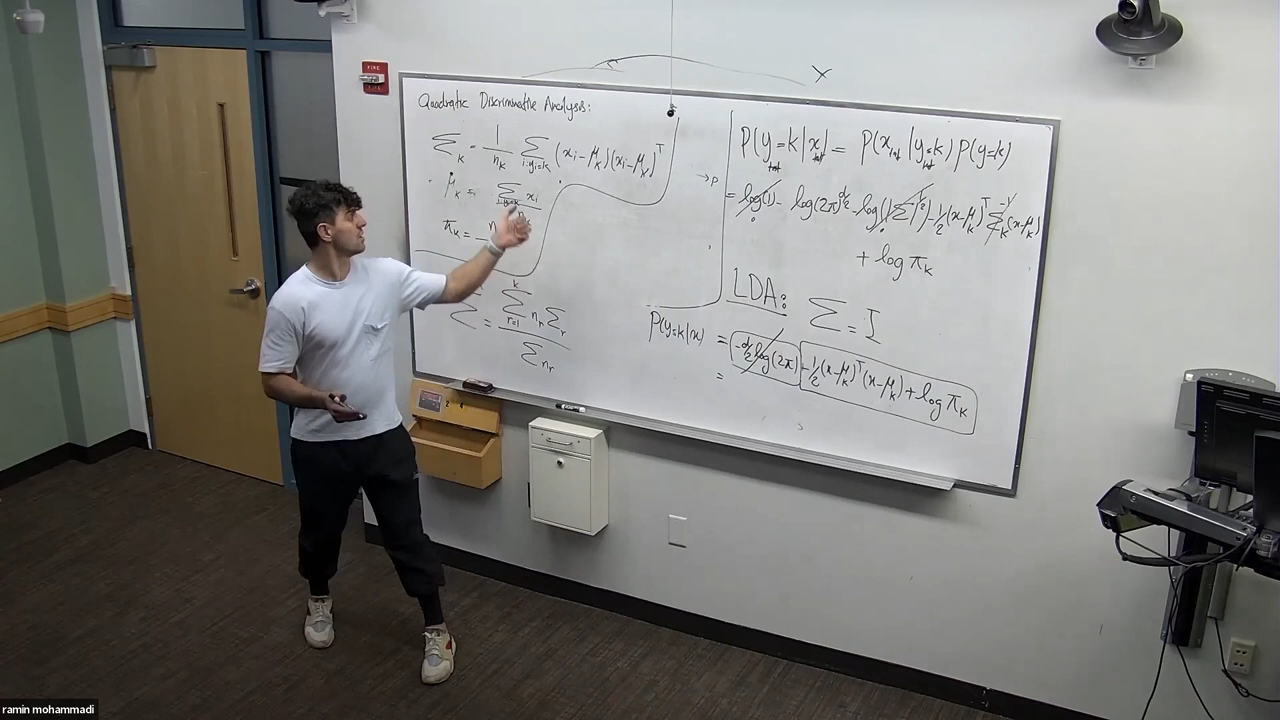 Quadratic Discriminative Analysis:
Σ_k = 1/n_k Σ_{i:y_i=k} (x_i - μ_k)(x_i - μ_k)^T
μ_k = Σ x_i
π_k = n
Σ = Σ_{r=1}^{k} n_r Σ_r / Σ n_r
X
P(y=k|x) = P(x|y=k) P(y=k)
→p
= log(1) - log(2π)^{d/2} - log(|Σ|) - 1/2 (x-μ_k)^T Σ_k^{-1} (x-μ_k)
+ log π_k
LDA: Σ = I
P(y=k|x) = -d/2 log(2π) - 1/2 (x-μ_k)^T (x-μ_k) + log π_k
=
FIRE
ramin mohammadi